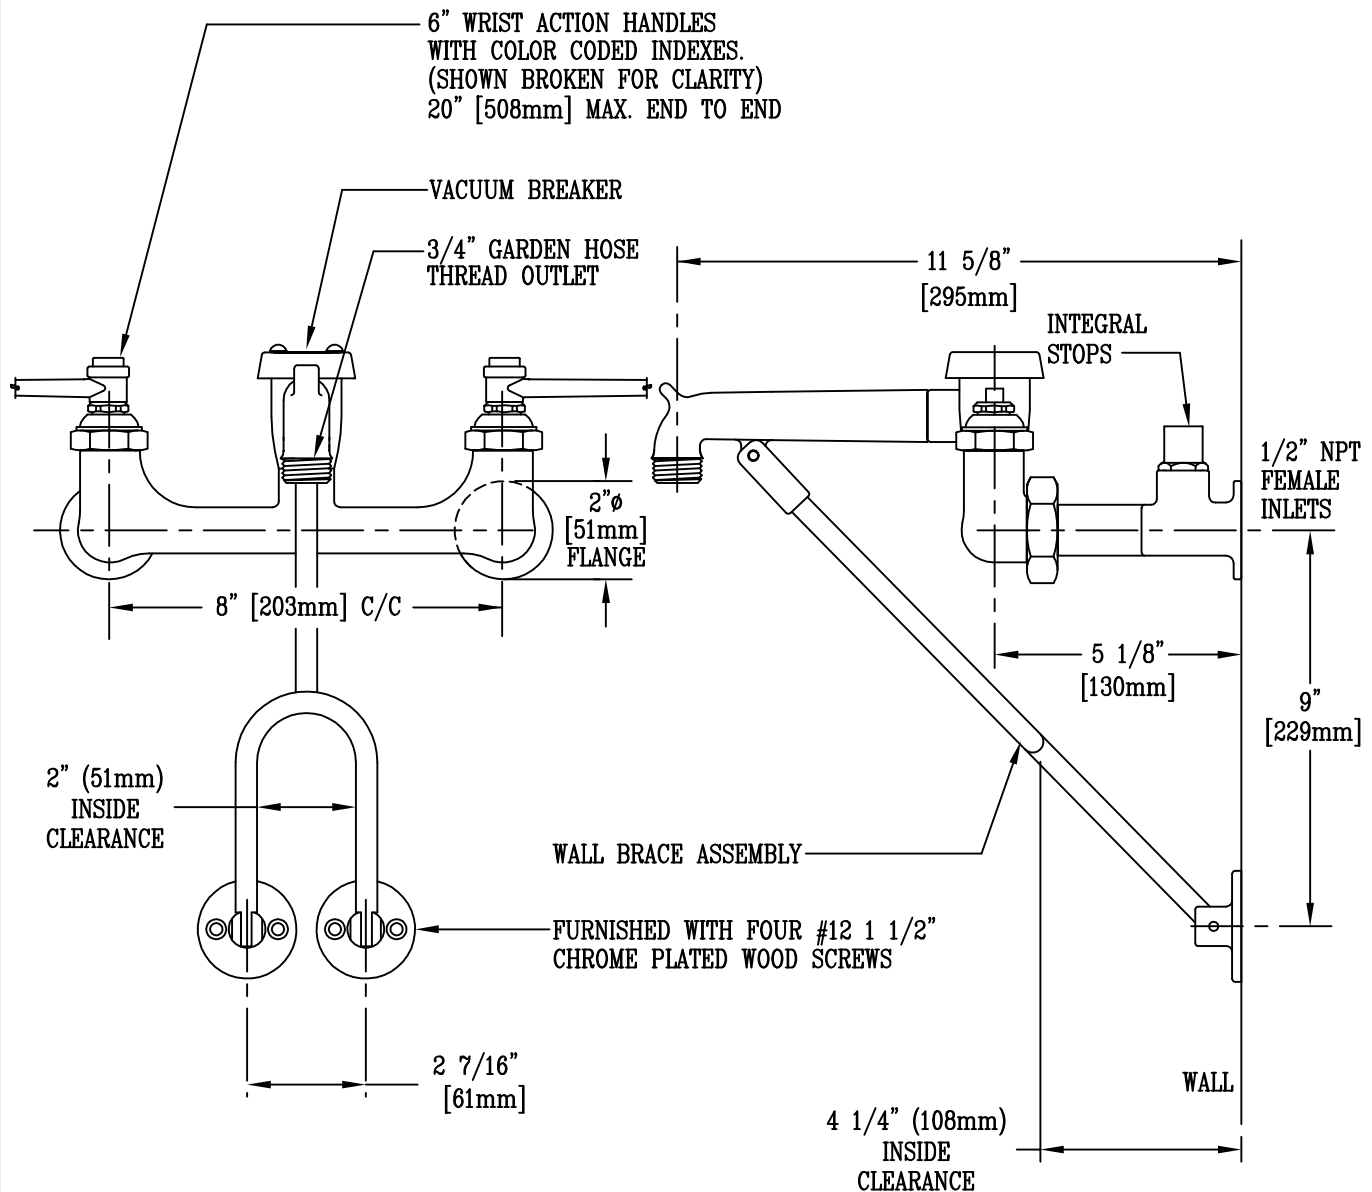 6" WRIST ACTION HANDLES
WITH COLOR CODED INDEXES.
(SHOWN BROKEN FOR CLARITY)
20" [508mm] MAX. END TO END
VACUUM BREAKER
3/4" GARDEN HOSE
THREAD OUTLET
11 5/8"
[295mm]
INTEGRAL
STOPS
1/2" NPT
FEMALE
INLETS
2"ø
[51mm]
FLANGE
8" [203mm] C/C
5 1/8"
[130mm]
9"
[229mm]
2" (51mm)
INSIDE
CLEARANCE
WALL BRACE ASSEMBLY
FURNISHED WITH FOUR #12 1 1/2"
CHROME PLATED WOOD SCREWS
2 7/16"
[61mm]
WALL
4 1/4" (108mm)
INSIDE
CLEARANCE